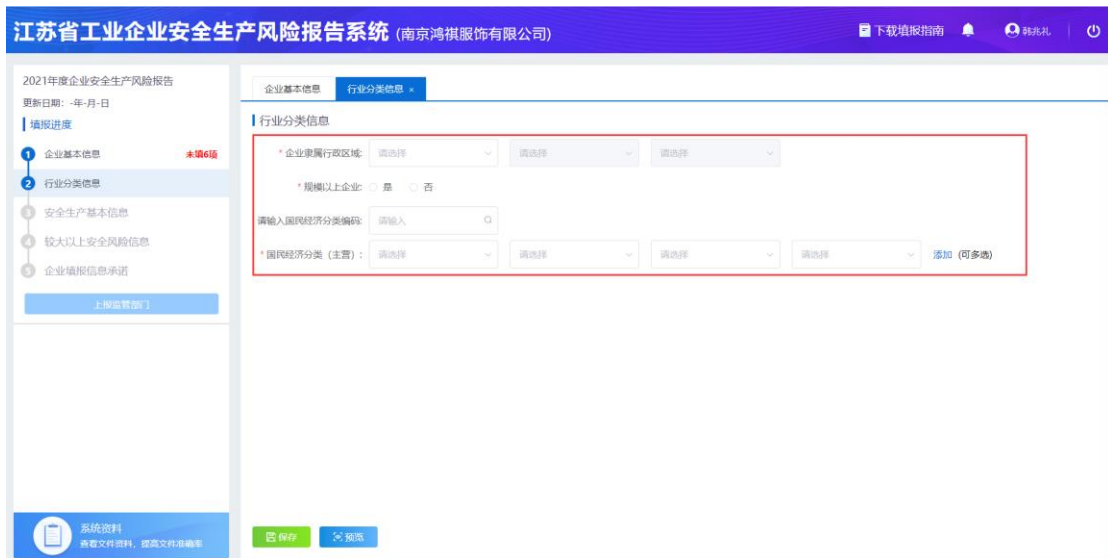 江苏省工业企业安全生产风险报告系统 (南京鸿祺服饰有限公司)
下载填报指南
韩兆礼
2021年度企业安全生产风险报告
更新日期: -年-月-日
填报进度
1 企业基本信息 未填6项
2 行业分类信息
3 安全生产基本信息
4 较大以上安全风险信息
5 企业填报信息承诺
上报监管部门
系统资料
查看文件资料，提高文件准确率
企业基本信息 行业分类信息 ×
行业分类信息
* 企业隶属行政区域: 请选择 请选择 请选择
* 规模以上企业: 是 否
请输入国民经济分类编码: 请输入
* 国民经济分类（主营）: 请选择 请选择 请选择 请选择 添加 (可多选)
保存 预览